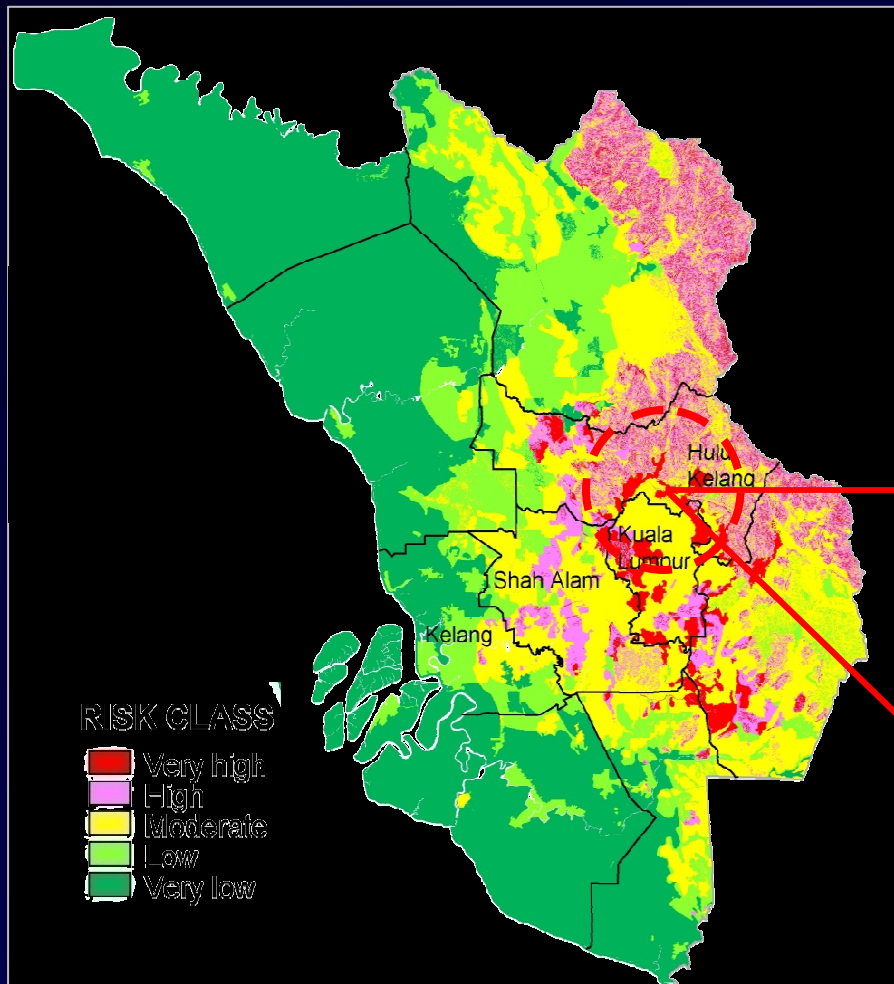 Hulu
Kelang
Kuala
Lumpur
Shah Alam
Kelang
RISK CLASS
Very high
High
Moderate
Low
Very low